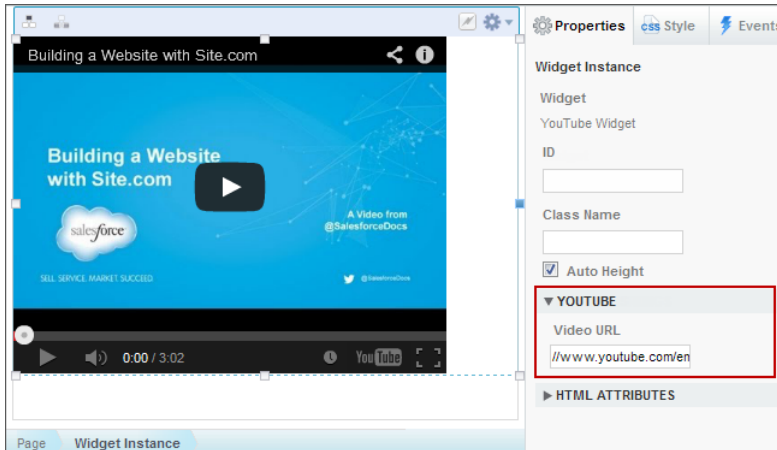 Building a Website with Site.com
Building a Website
with Site.com
salesforce
A Video from
@SalesforceDocs
SELL. SERVICE. MARKET. SUCCEED.
@SalesforceDocs
0:00 / 3:02
YouTube
Page
Widget Instance
Properties
css Style
Events
Widget Instance
Widget
YouTube Widget
ID
Class Name
Auto Height
YOUTUBE
Video URL
//www.youtube.com/en
HTML ATTRIBUTES